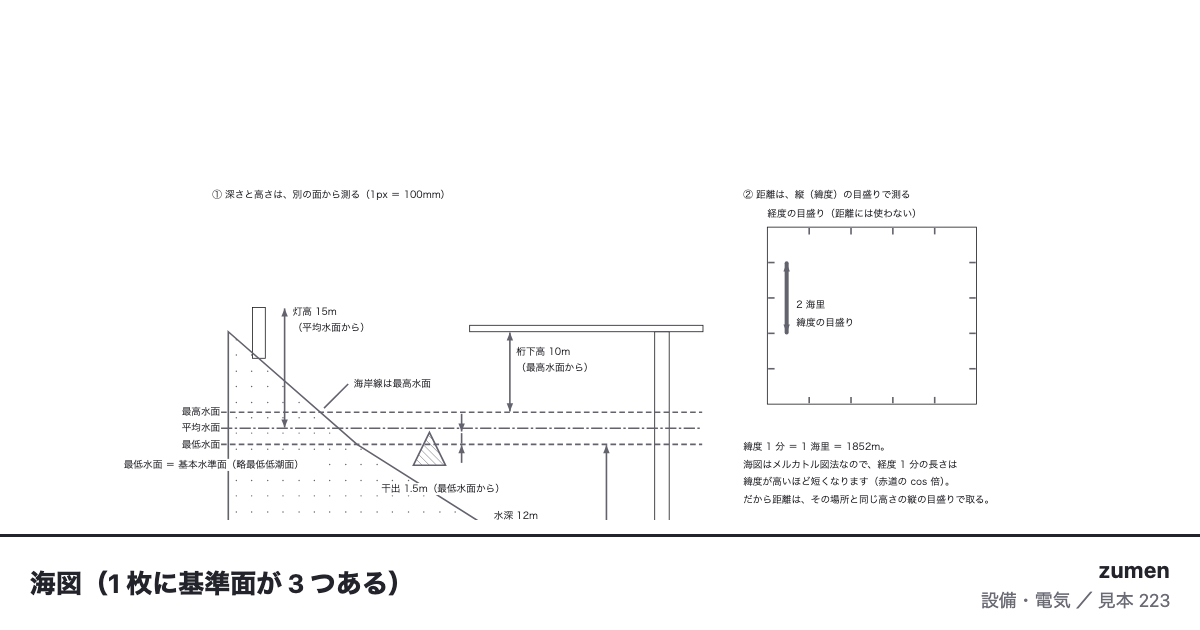 ① 深さと高さは、別の面から測る（1px ＝ 100mm）
灯高 15m
（平均水面から）
桁下高 10m
（最高水面から）
海岸線は最高水面
最高水面
平均水面
最低水面
最低水面 ＝ 基本水準面（略最低低潮面）
干出 1.5m（最低水面から）
水深 12m
② 距離は、縦（緯度）の目盛りで測る
経度の目盛り（距離には使わない）
2 海里
緯度の目盛り
緯度 1 分 ＝ 1 海里 ＝ 1852m。
海図はメルカトル図法なので、経度 1 分の長さは
緯度が高いほど短くなります（赤道の cos 倍）。
だから距離は、その場所と同じ高さの縦の目盛りで取る。
海図（1 枚に基準面が 3 つある）
zumen
設備・電気 ／ 見本 223